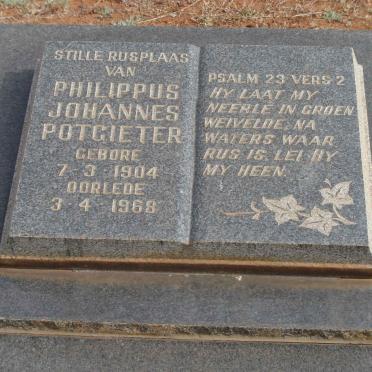 STILLE RUSPLAAS
VAN
PHILIPPUS
JOHANNES
POTGIETER
GEBORE
7 - 3 - 1904
OORLEDE
3 - 4 - 1968
PSALM 23 VERS 2
HY LAAT MY
NEERLE IN GROEN
WEIVELDE. NA
WATERS WAAR
RUS IS, LEI HY
MY HEEN.